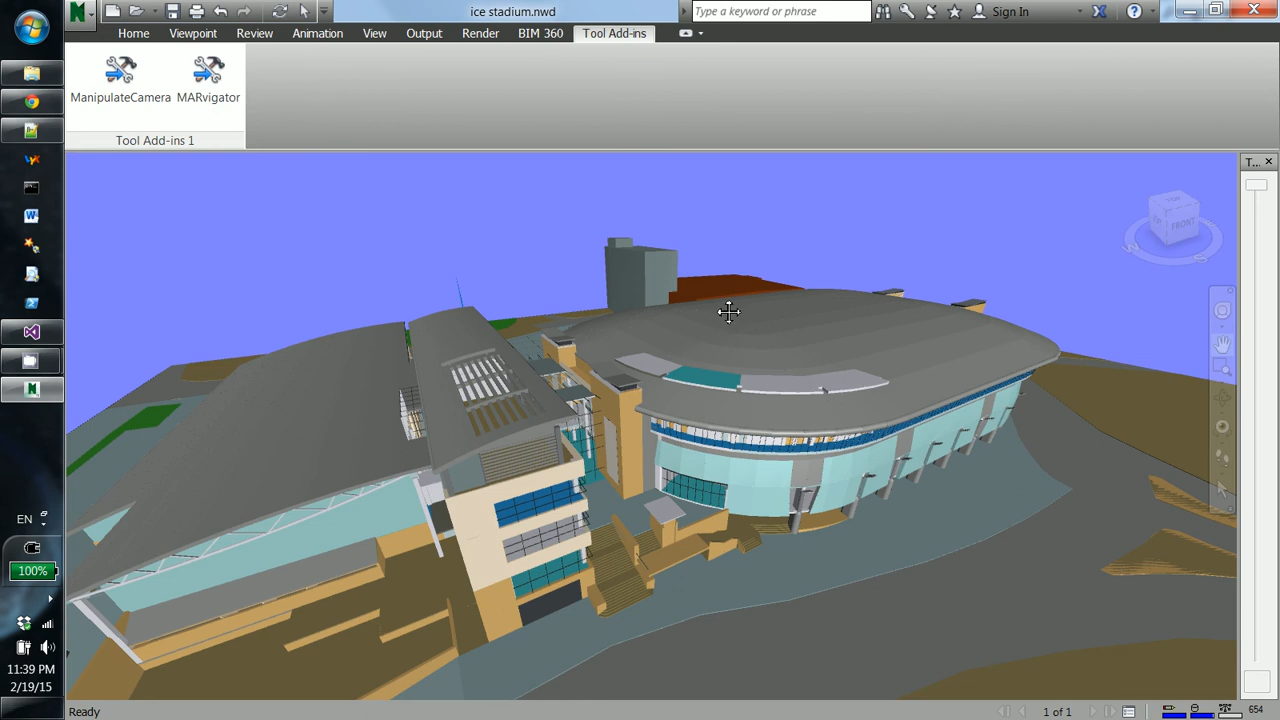 ice stadium.nwd
Type a keyword or phrase
Sign In
Home Viewpoint Review Animation View Output Render BIM 360 Tool Add-ins
ManipulateCamera MARvigator
Tool Add-ins 1
T...
FRONT
EN
100%
11:39 PM
2/19/15
Ready
1 of 1
654